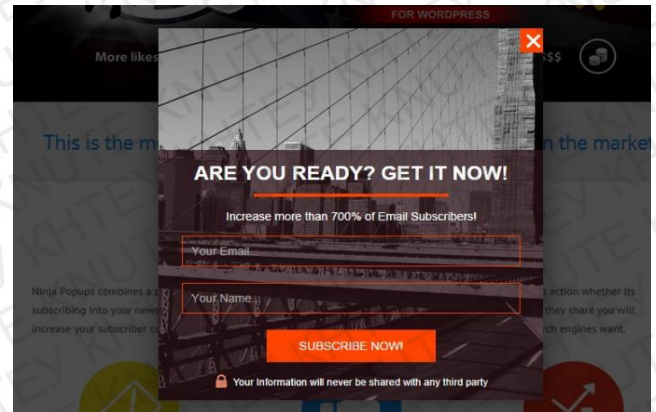 FOR WORDPRESS
More likes
$$
This is the m
n the market
ARE YOU READY? GET IT NOW!
Increase more than 700% of Email Subscribers!
Your Email...
Your Name...
SUBSCRIBE NOW!
Your Information will never be shared with any third party
Ninja Popups combines a
action whether its
subscribing into your news
they share you will
increase your subscriber co
rch engines want.